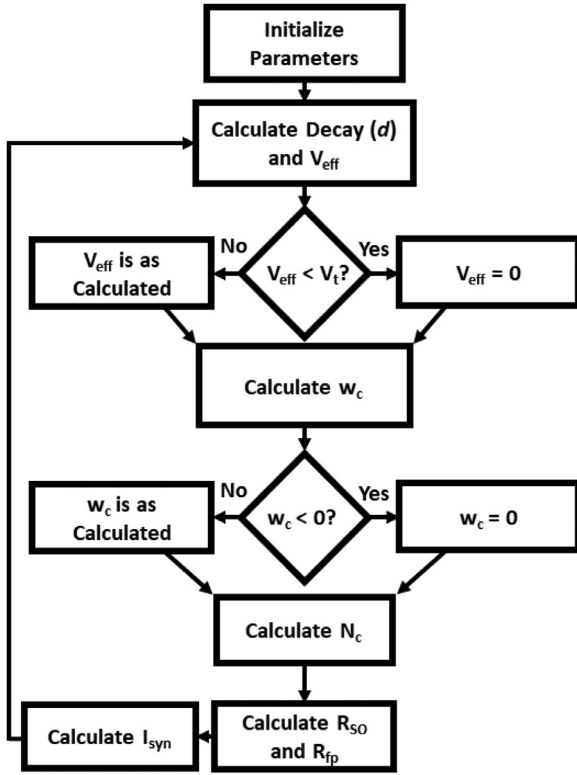 Initialize
Parameters
Calculate Decay (d)
and Veff
No
Yes
Veff is as
Calculated
Veff < Vt?
Veff = 0
Calculate wc
No
Yes
wc is as
Calculated
wc < 0?
wc = 0
Calculate Nc
Calculate Isyn
Calculate RSO
and Rfp